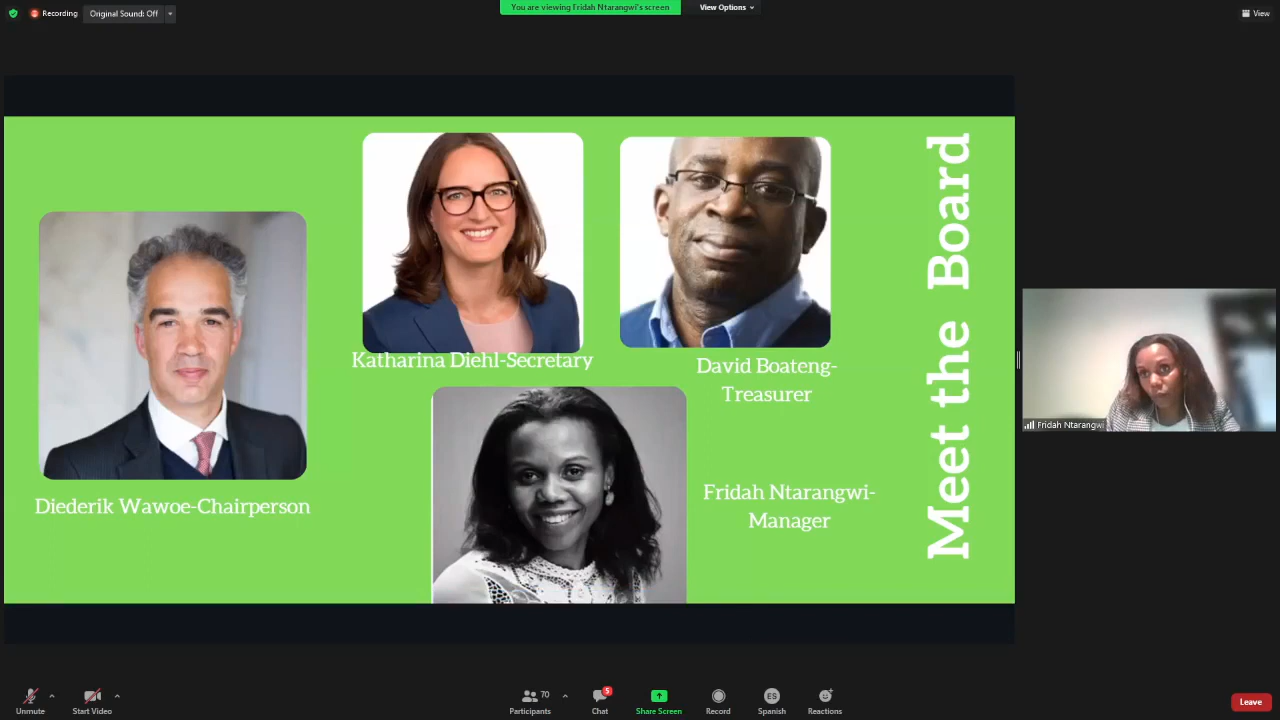 Recording
Original Sound: Off
You are viewing Fridah Ntarangwi's screen
View Options
View
Meet the Board
Katharina Diehl-Secretary
David Boateng-
Treasurer
Diederik Wawoe-Chairperson
Fridah Ntarangwi-
Manager
Fridah Ntarangwi
Unmute
Start Video
70
Participants
5
Chat
Share Screen
Record
ES
Spanish
Reactions
Leave